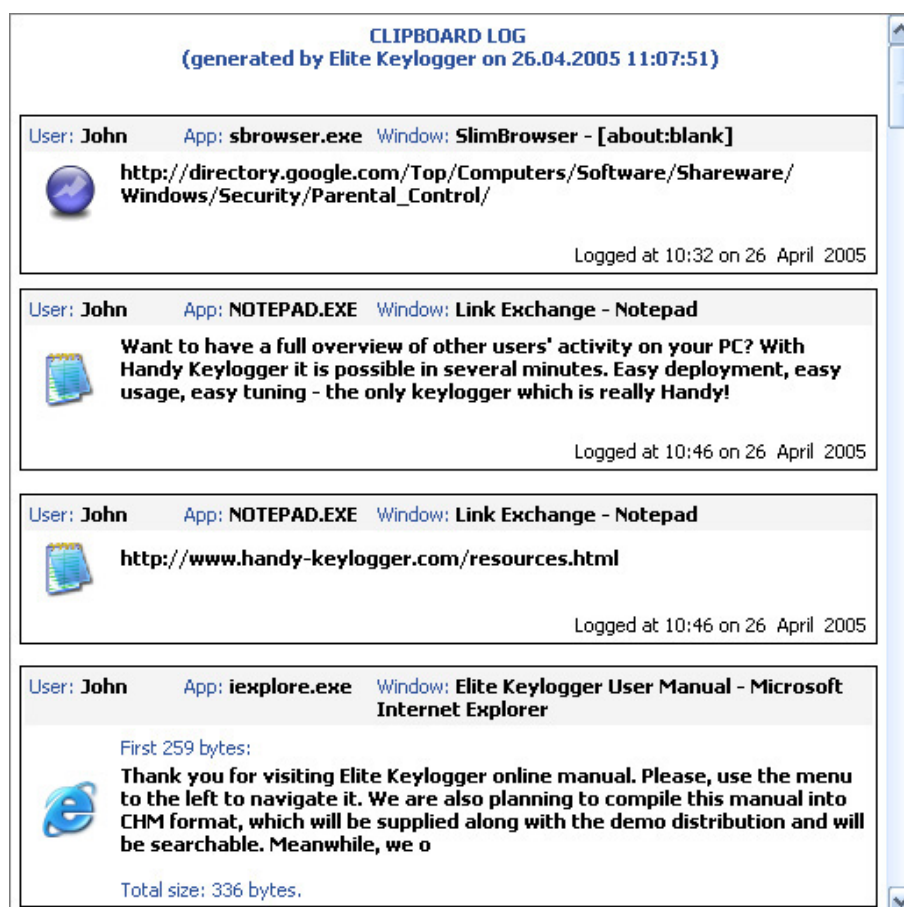 CLIPBOARD LOG
(generated by Elite Keylogger on 26.04.2005 11:07:51)
User: John App: sbrowser.exe Window: SlimBrowser - [about:blank]
http://directory.google.com/Top/Computers/Software/Shareware/
Windows/Security/Parental_Control/
Logged at 10:32 on 26 April 2005
User: John App: NOTEPAD.EXE Window: Link Exchange - Notepad
Want to have a full overview of other users' activity on your PC? With
Handy Keylogger it is possible in several minutes. Easy deployment, easy
usage, easy tuning - the only keylogger which is really Handy!
Logged at 10:46 on 26 April 2005
User: John App: NOTEPAD.EXE Window: Link Exchange - Notepad
http://www.handy-keylogger.com/resources.html
Logged at 10:46 on 26 April 2005
User: John App: iexplore.exe Window: Elite Keylogger User Manual - Microsoft
Internet Explorer
First 259 bytes:
Thank you for visiting Elite Keylogger online manual. Please, use the menu
to the left to navigate it. We are also planning to compile this manual into
CHM format, which will be supplied along with the demo distribution and will
be searchable. Meanwhile, we o
Total size: 336 bytes.